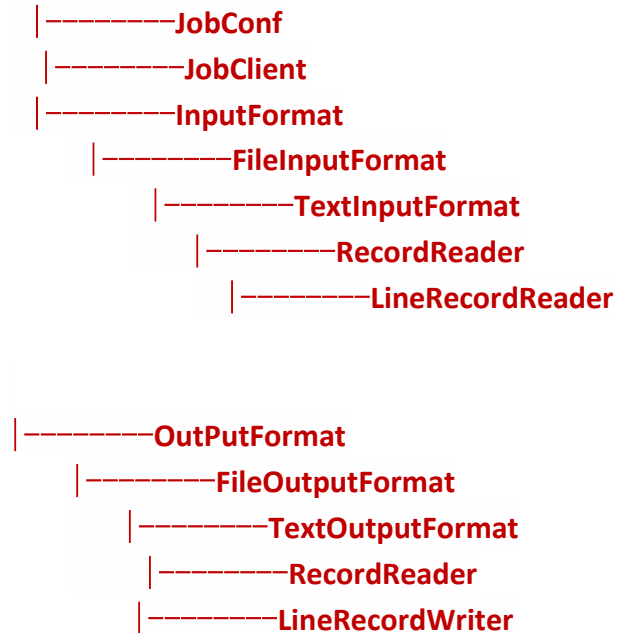 |--------JobConf
|--------JobClient
|--------InputFormat
|--------FileInputFormat
|--------TextInputFormat
|--------RecordReader
|--------LineRecordReader
|--------OutPutFormat
|--------FileOutputFormat
|--------TextOutputFormat
|--------RecordReader
|--------LineRecordWriter